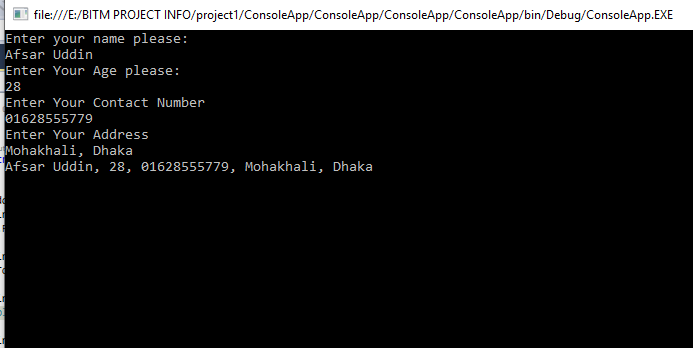 file:///E:/BITM PROJECT INFO/project1/ConsoleApp/ConsoleApp/ConsoleApp/ConsoleApp/bin/Debug/ConsoleApp.EXE
Enter your name please:
Afsar Uddin
Enter Your Age please:
28
Enter Your Contact Number
01628555779
Enter Your Address
Mohakhali, Dhaka
Afsar Uddin, 28, 01628555779, Mohakhali, Dhaka